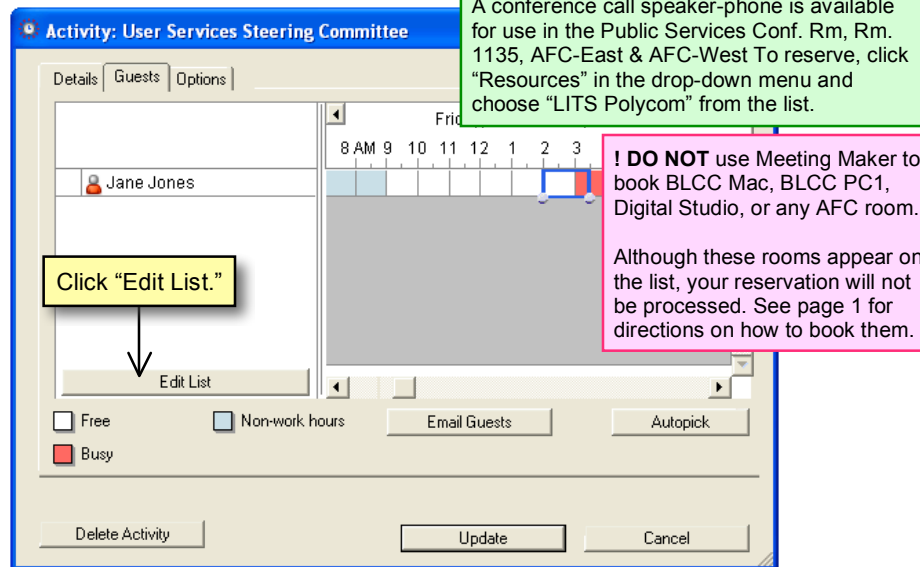 A conference call speaker-phone is available
for use in the Public Services Conf. Rm, Rm.
1135, AFC-East & AFC-West To reserve, click
“Resources” in the drop-down menu and
choose “LITS Polycom” from the list.
Activity: User Services Steering Committee
Details Guests Options
8 AM 9 10 11 12 1 2 3
Jane Jones
! DO NOT use Meeting Maker to
book BLCC Mac, BLCC PC1,
Digital Studio, or any AFC room.
Although these rooms appear on
the list, your reservation will not
be processed. See page 1 for
directions on how to book them.
Click “Edit List.”
Edit List
Free Non-work hours Email Guests Autopick
Busy
Delete Activity Update Cancel